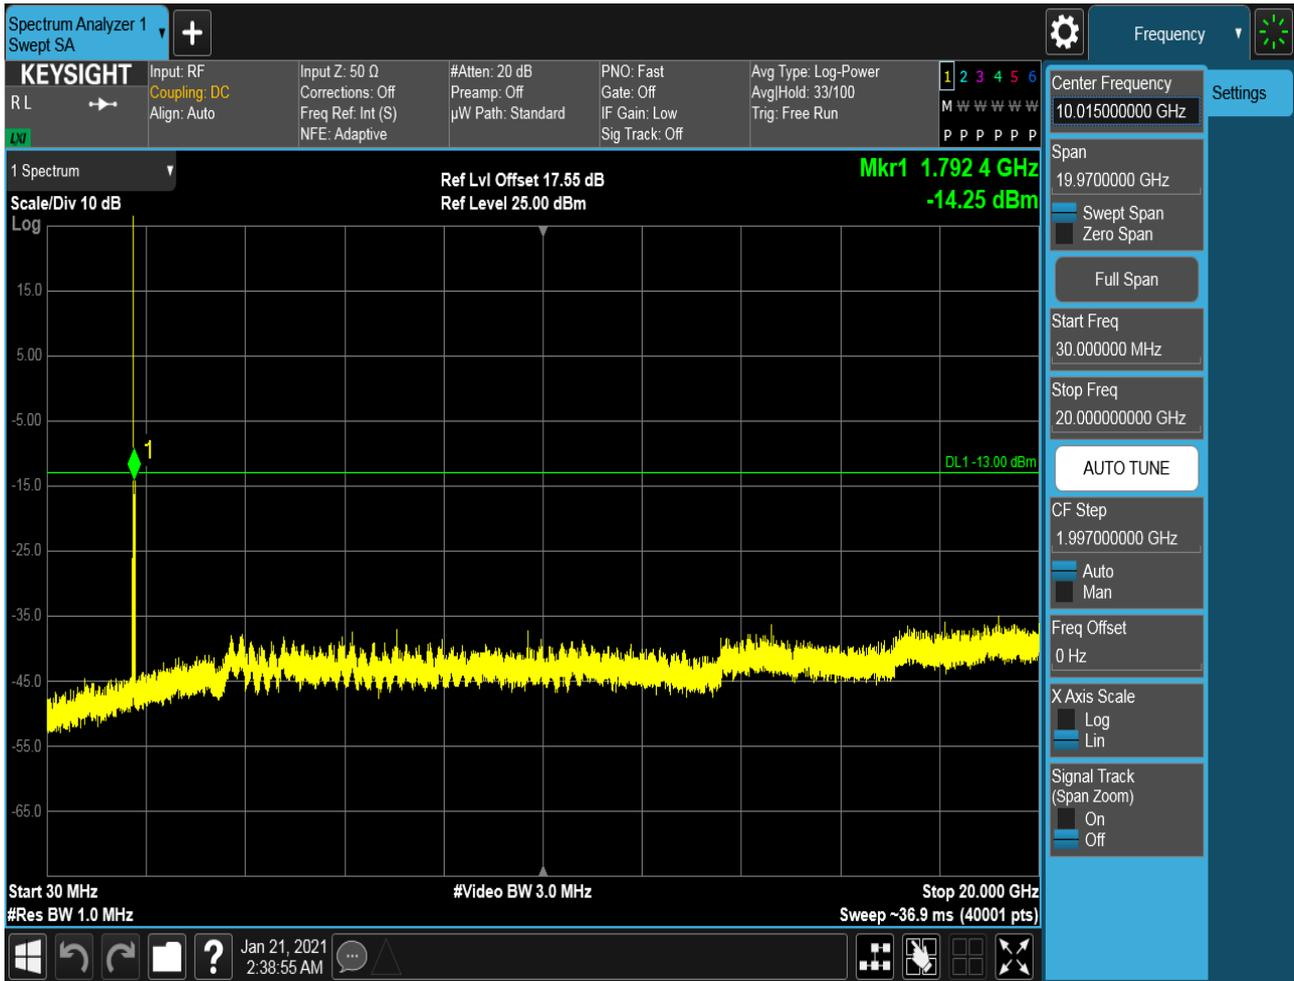 Spectrum Analyzer 1
Swept SA
+
Frequency
KEYSIGHT
R L
LXI
Input: RF
Coupling: DC
Align: Auto
Input Z: 50 Ω
Corrections: Off
Freq Ref: Int (S)
NFE: Adaptive
#Atten: 20 dB
Preamp: Off
µW Path: Standard
PNO: Fast
Gate: Off
IF Gain: Low
Sig Track: Off
Avg Type: Log-Power
Avg|Hold: 33/100
Trig: Free Run
1 2 3 4 5 6
M W W W W W
P P P P P P
1 Spectrum
Scale/Div 10 dB
Log
Ref Lvl Offset 17.55 dB
Ref Level 25.00 dBm
Mkr1 1.792 4 GHz
-14.25 dBm
15.0
5.00
-5.00
-15.0
-25.0
-35.0
-45.0
-55.0
-65.0
1
DL1 -13.00 dBm
Start 30 MHz
#Video BW 3.0 MHz
Stop 20.000 GHz
#Res BW 1.0 MHz
Sweep ~36.9 ms (40001 pts)
?
Jan 21, 2021
2:38:55 AM
Center Frequency
10.015000000 GHz
Settings
Span
19.9700000 GHz
Swept Span
Zero Span
Full Span
Start Freq
30.000000 MHz
Stop Freq
20.000000000 GHz
AUTO TUNE
CF Step
1.997000000 GHz
Auto
Man
Freq Offset
0 Hz
X Axis Scale
Log
Lin
Signal Track
(Span Zoom)
On
Off